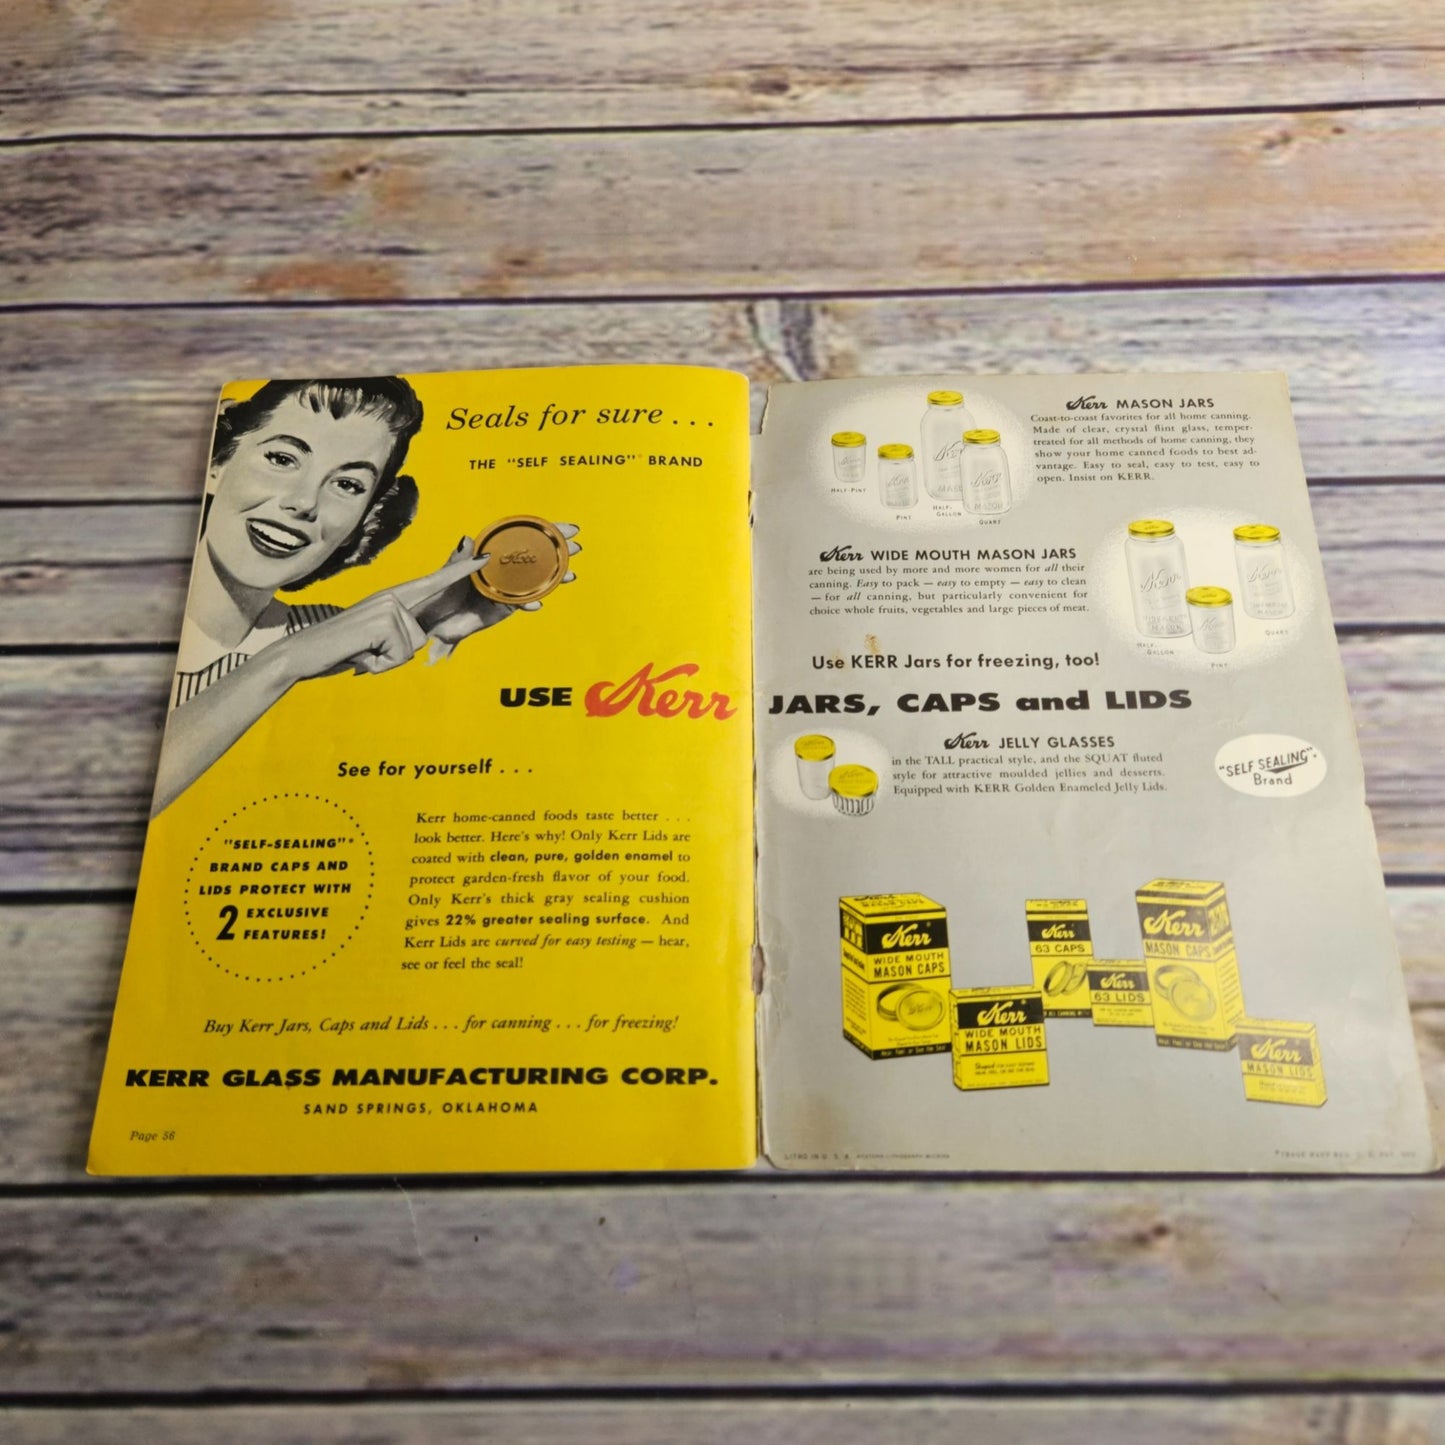 Seals for sure . . .
THE "SELF SEALING"® BRAND
Kerr
USE Kerr
See for yourself . . .
"SELF-SEALING"®
BRAND CAPS AND
LIDS PROTECT WITH
2 EXCLUSIVE
FEATURES!
Kerr home-canned foods taste better . . .
look better. Here's why! Only Kerr Lids are
coated with clean, pure, golden enamel to
protect garden-fresh flavor of your food.
Only Kerr's thick gray sealing cushion
gives 22% greater sealing surface. And
Kerr Lids are curved for easy testing — hear,
see or feel the seal!
Buy Kerr Jars, Caps and Lids . . . for canning . . . for freezing!
KERR GLASS MANUFACTURING CORP.
SAND SPRINGS, OKLAHOMA
Page 56
HALF-PINT
PINT
HALF-
GALLON
QUART
Kerr MASON JARS
Coast-to-coast favorites for all home canning.
Made of clear, crystal flint glass, temper-
treated for all methods of home canning, they
show your home canned foods to best ad-
vantage. Easy to seal, easy to test, easy to
open. Insist on KERR.
Kerr WIDE MOUTH MASON JARS
are being used by more and more women for all their
canning. Easy to pack — easy to empty — easy to clean
— for all canning, but particularly convenient for
choice whole fruits, vegetables and large pieces of meat.
HALF-
GALLON
PINT
QUART
Use KERR Jars for freezing, too!
JARS, CAPS and LIDS
Kerr JELLY GLASSES
in the TALL practical style, and the SQUAT fluted
style for attractive moulded jellies and desserts.
Equipped with KERR Golden Enameled Jelly Lids.
"SELF SEALING"®
Brand
Kerr
WIDE MOUTH
MASON CAPS
Kerr
WIDE MOUTH
MASON LIDS
Kerr
63 CAPS
Kerr
63 LIDS
Kerr
MASON CAPS
Kerr
MASON LIDS
LITHO IN U. S. A.